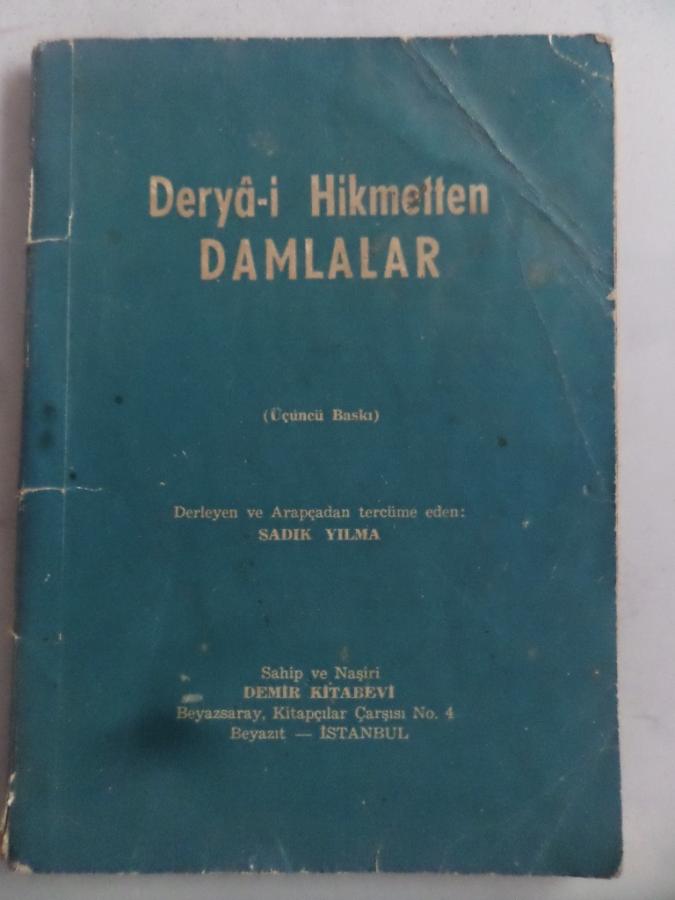 Deryâ-i Hikmetten
DAMLALAR
(Üçüncü Baskı)
Derleyen ve Arapçadan tercüme eden:
SADIK YILMA
Sahip ve Naşiri
DEMİR KİTABEVİ
Beyazsaray, Kitapçılar Çarşısı No. 4
Beyazıt — İSTANBUL